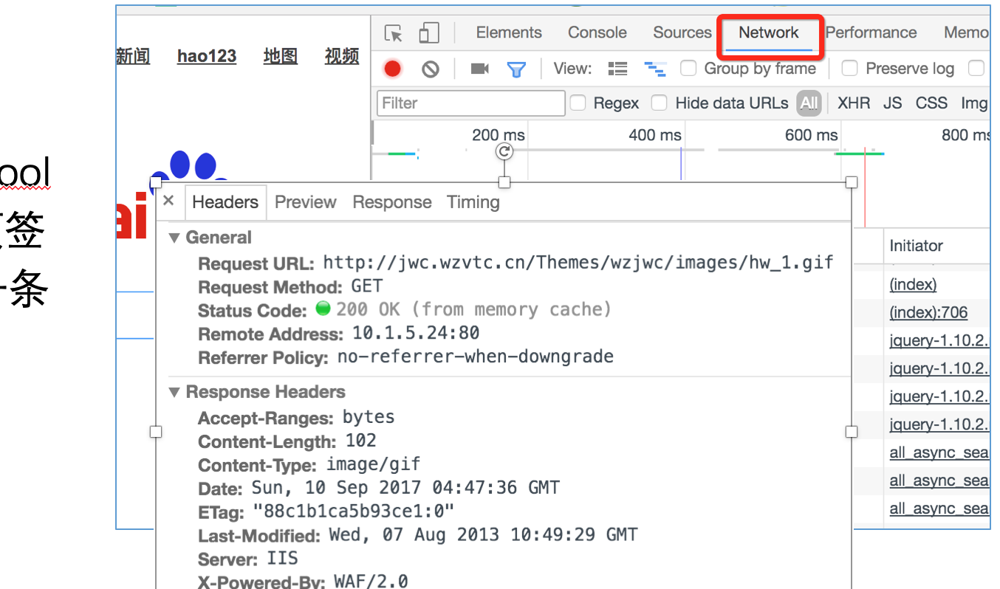 Elements Console Sources Network Performance Memo
新闻 hao123 地图 视频
View: Group by frame Preserve log
Filter Regex Hide data URLs All XHR JS CSS Img
200 ms 400 ms 600 ms 800 ms
ool
签
条
ai
Headers Preview Response Timing
General
Request URL: http://jwc.wzvtc.cn/Themes/wzjwc/images/hw_1.gif
Request Method: GET
Status Code: 200 OK (from memory cache)
Remote Address: 10.1.5.24:80
Referrer Policy: no-referrer-when-downgrade
Response Headers
Accept-Ranges: bytes
Content-Length: 102
Content-Type: image/gif
Date: Sun, 10 Sep 2017 04:47:36 GMT
ETag: "88c1b1ca5b93ce1:0"
Last-Modified: Wed, 07 Aug 2013 10:49:29 GMT
Server: IIS
X-Powered-By: WAF/2.0
Initiator
(index)
(index):706
jquery-1.10.2.
jquery-1.10.2.
jquery-1.10.2.
jquery-1.10.2.
all_async_sea
all_async_sea
all_async_sea